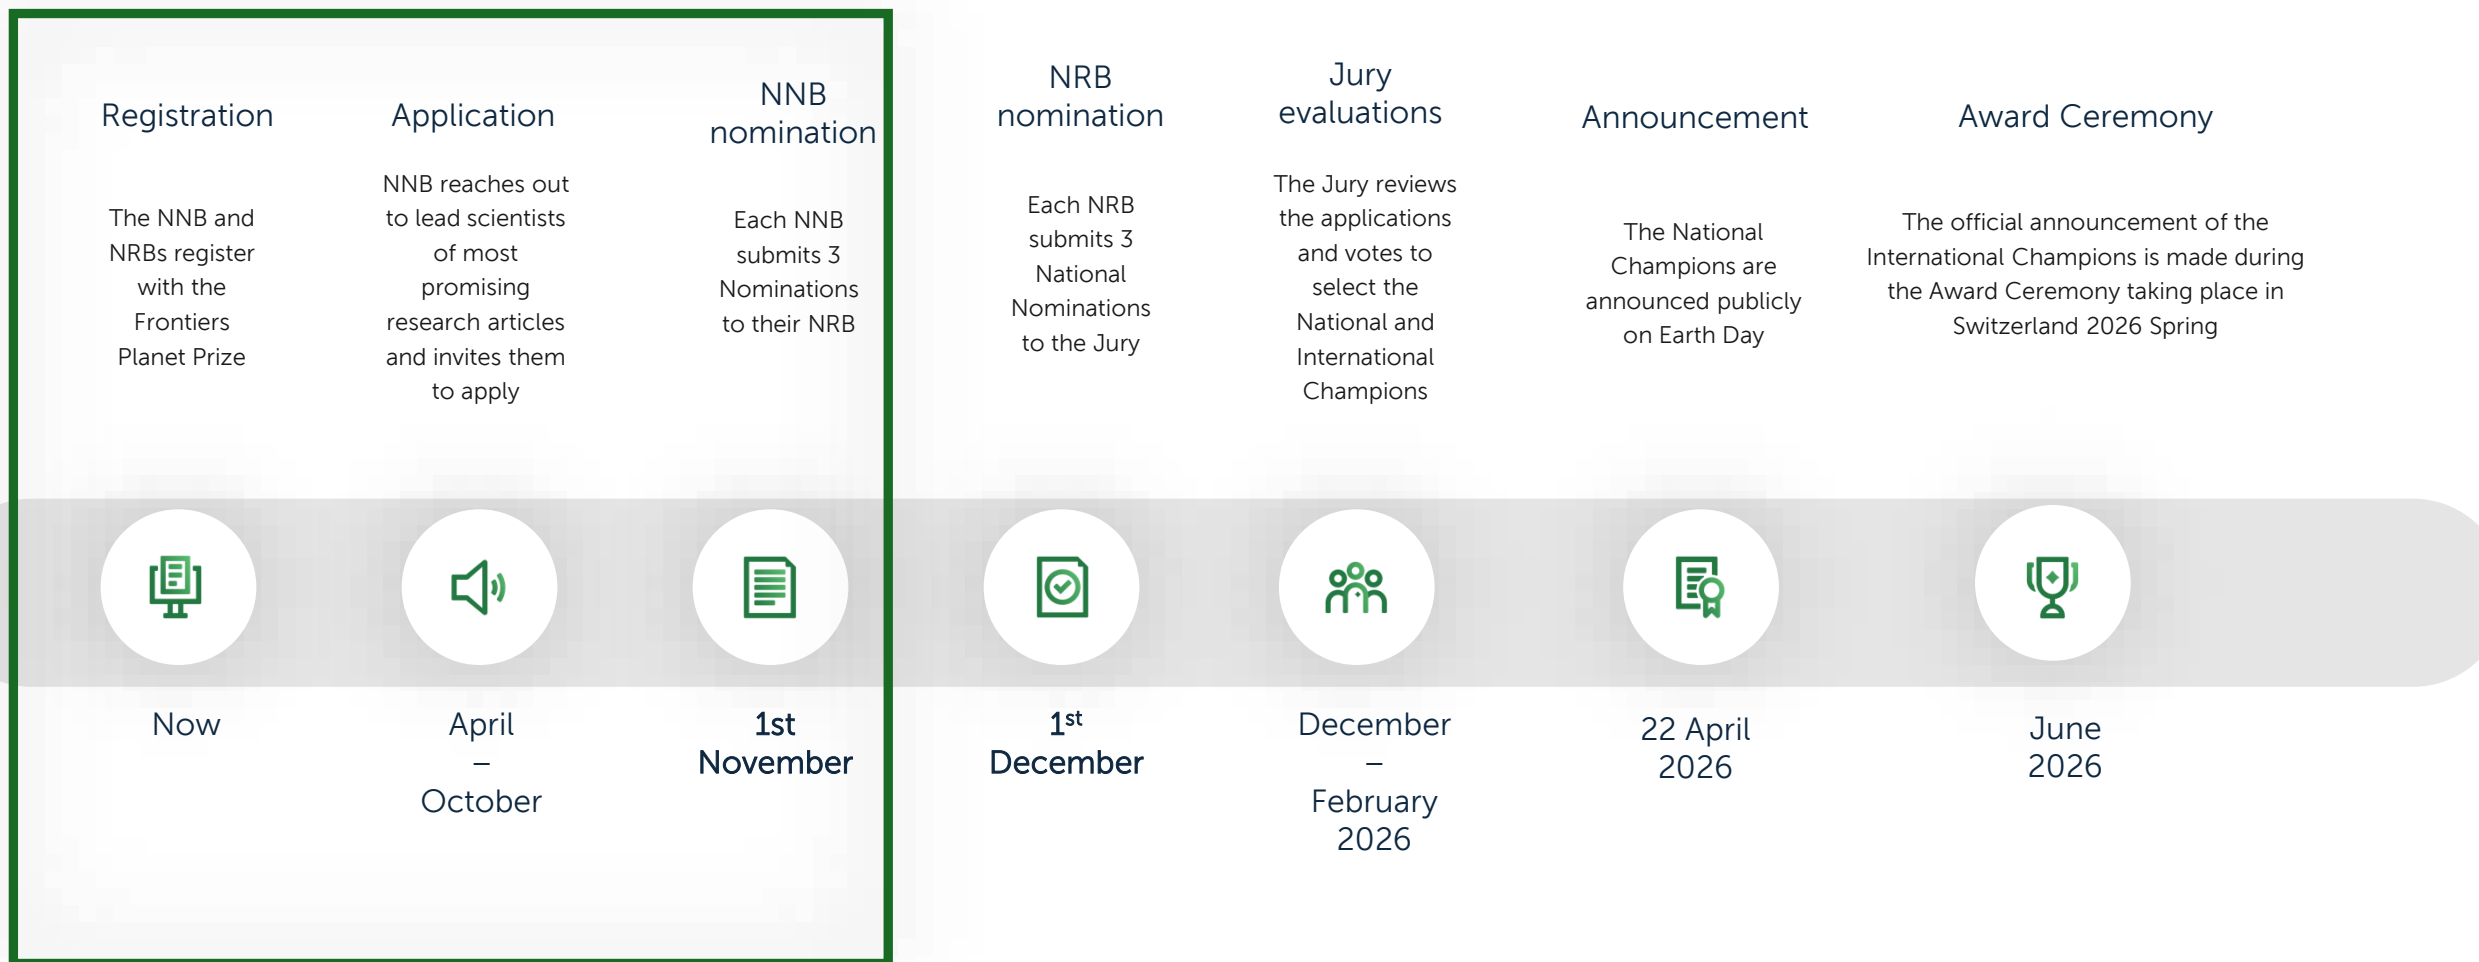 Registration
The NNB and
NRBs register
with the
Frontiers
Planet Prize
Now
Application
NNB reaches out
to lead scientists
of most
promising
research articles
and invites them
to apply
April
–
October
NNB
nomination
Each NNB
submits 3
Nominations
to their NRB
1st
November
NRB
nomination
Each NRB
submits 3
National
Nominations
to the Jury
1st
December
Jury
evaluations
The Jury reviews
the applications
and votes to
select the
National and
International
Champions
December
–
February
2026
Announcement
The National
Champions are
announced publicly
on Earth Day
22 April
2026
Award Ceremony
The official announcement of the
International Champions is made during
the Award Ceremony taking place in
Switzerland 2026 Spring
June
2026